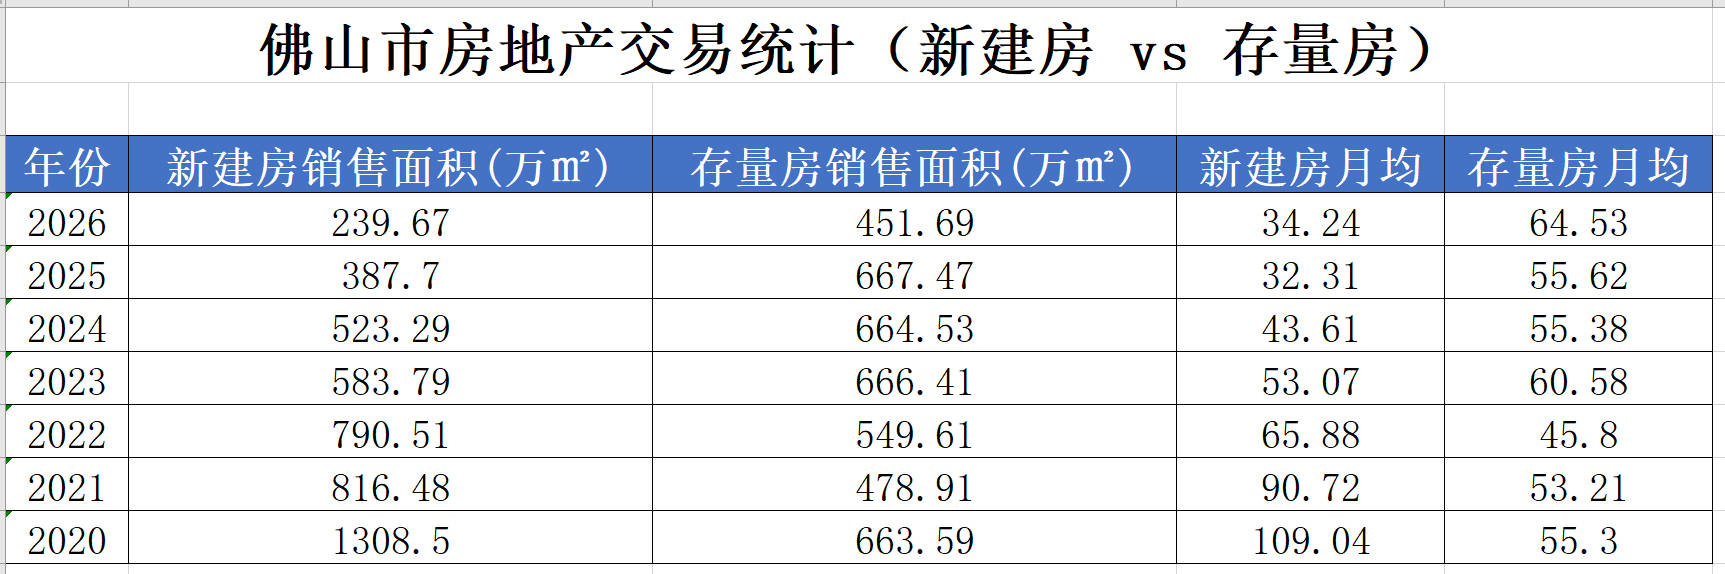 佛山市房地产交易统计（新建房 vs 存量房）
年份 新建房销售面积(万㎡) 存量房销售面积(万㎡) 新建房月均 存量房月均
2026 239.67 451.69 34.24 64.53
2025 387.7 667.47 32.31 55.62
2024 523.29 664.53 43.61 55.38
2023 583.79 666.41 53.07 60.58
2022 790.51 549.61 65.88 45.8
2021 816.48 478.91 90.72 53.21
2020 1308.5 663.59 109.04 55.3